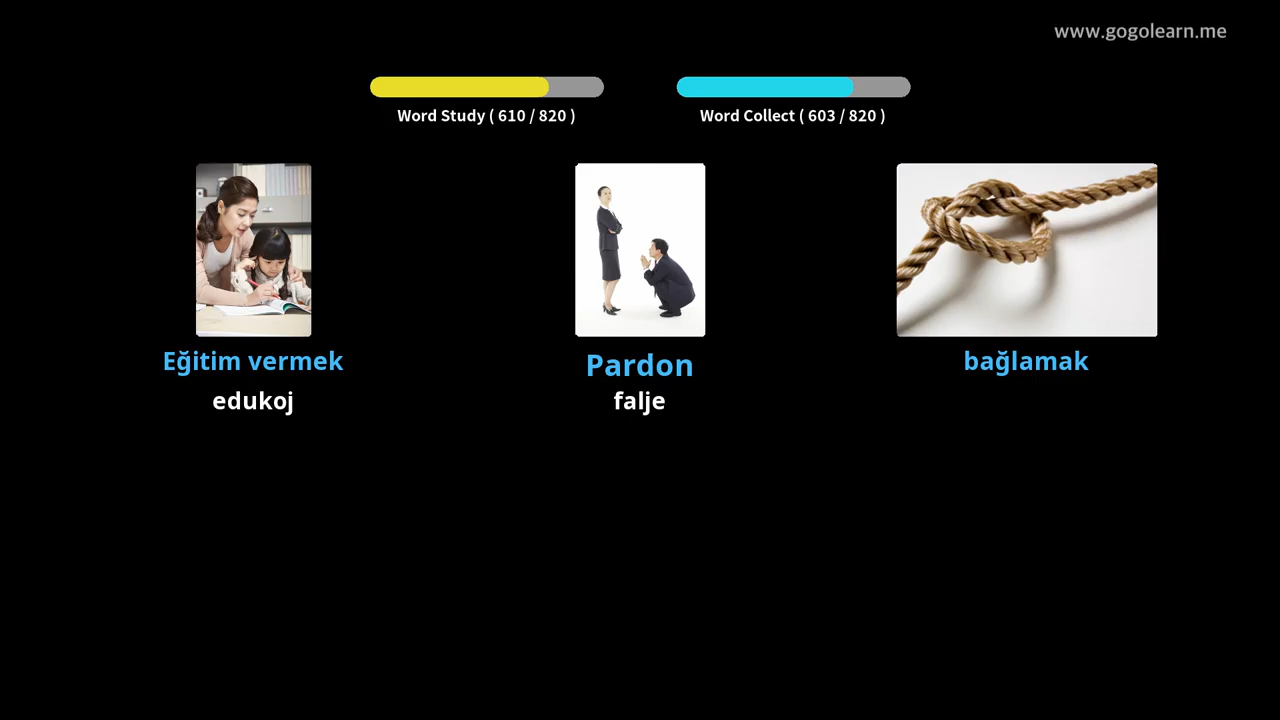 www.gogolearn.me
Word Study ( 610 / 820 )
Word Collect ( 603 / 820 )
Eğitim vermek
edukoj
Pardon
falje
bağlamak